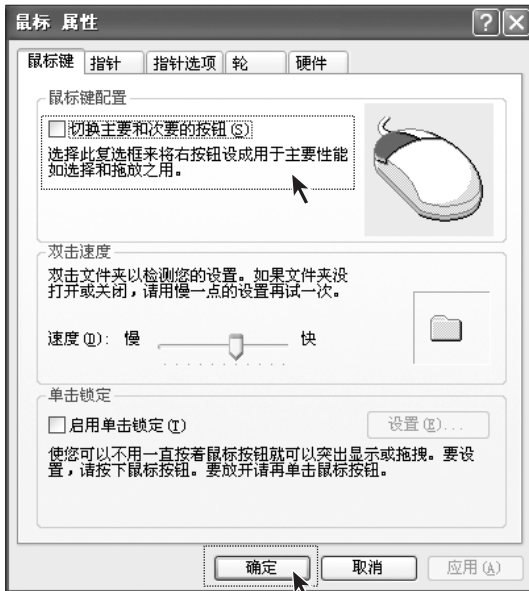 鼠标 属性
鼠标键 指针 指针选项 轮 硬件
鼠标键配置
切换主要和次要的按钮(S)
选择此复选框来将右按钮设成用于主要性能
如选择和拖放之用。
双击速度
双击文件夹以检测您的设置。如果文件夹没
打开或关闭，请用慢一点的设置再试一次。
速度(D): 慢 快
单击锁定
启用单击锁定(T) 设置(E)...
使您可以不用一直按着鼠标按钮就可以突出显示或拖拽。要设
置，请按下鼠标按钮。要放开请再单击鼠标按钮。
确定 取消 应用(A)